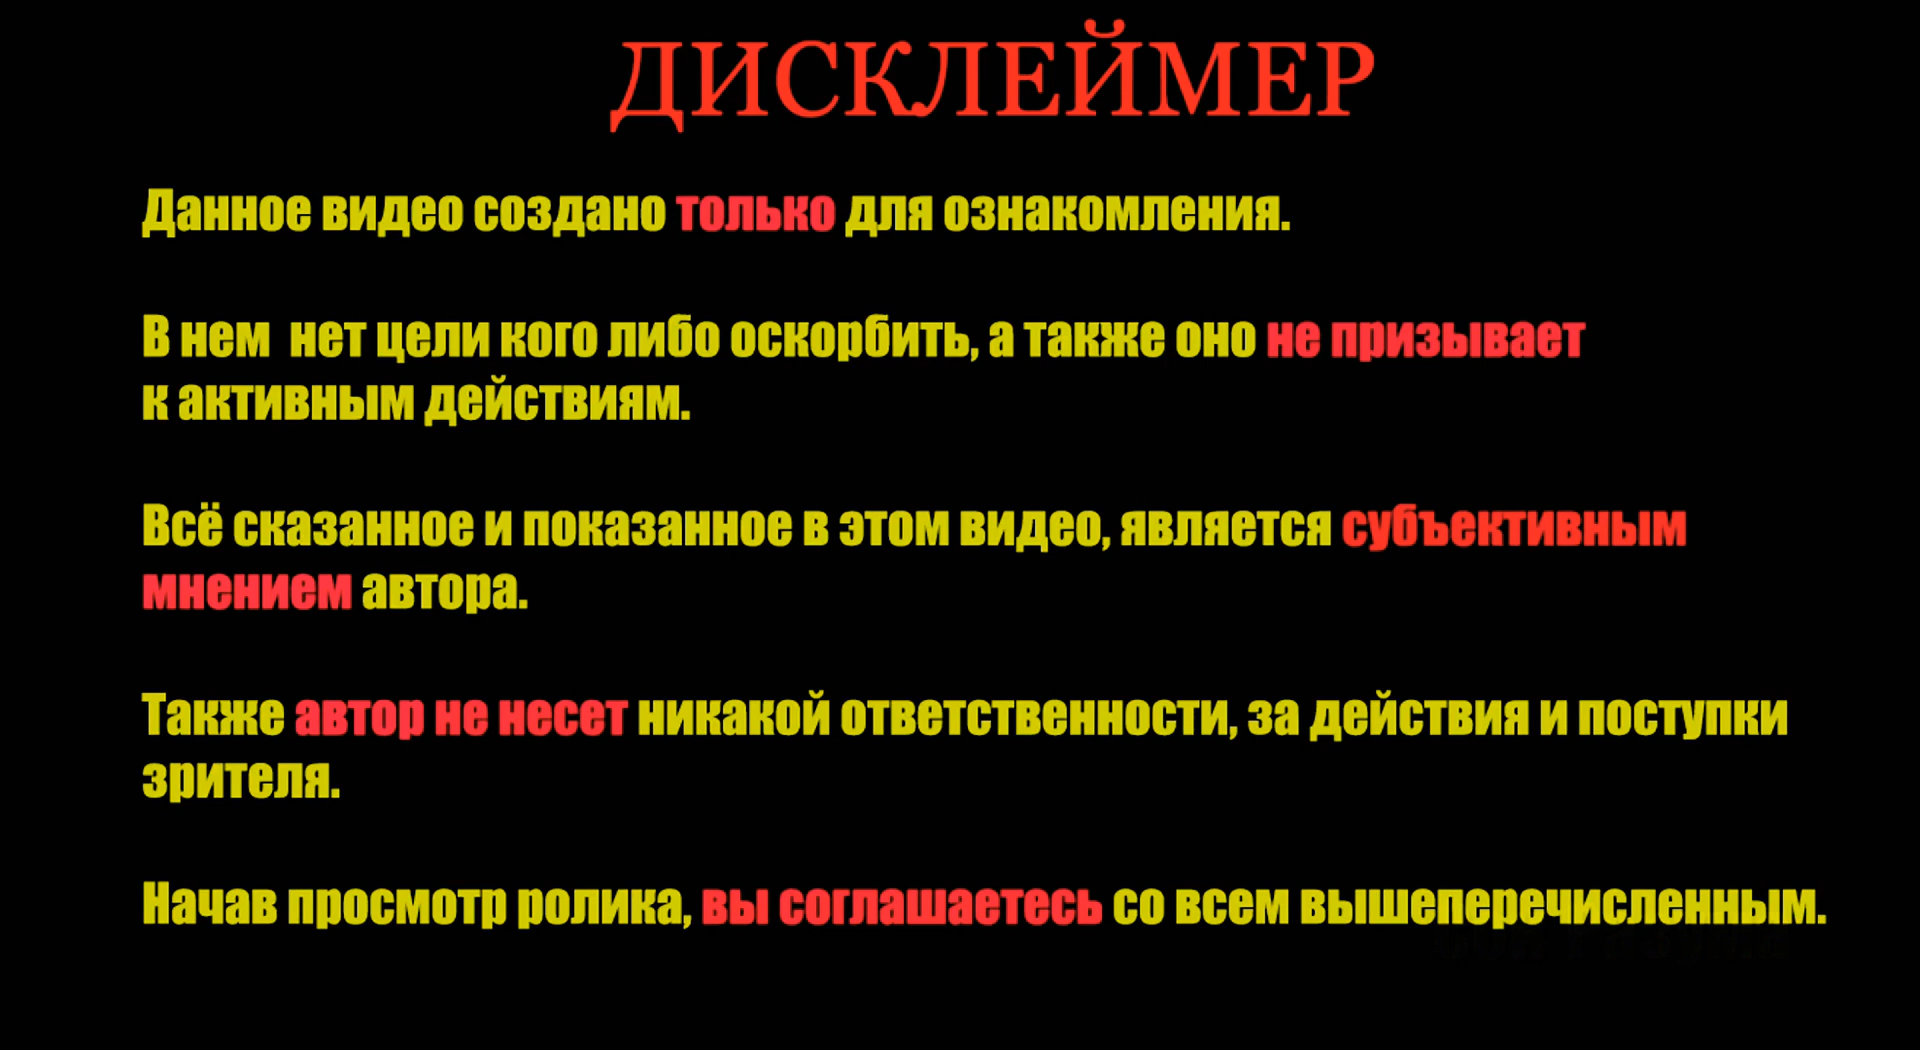 ДИСКЛЕЙМЕР
Данное видео создано только для ознакомления.
В нем нет цели кого либо оскорбить, а также оно не призывает
к активным действиям.
Всё сказанное и показанное в этом видео, является субъективным
мнением автора.
Также автор не несет никакой ответственности, за действия и поступки
зрителя.
Начав просмотр ролика, вы соглашаетесь со всем вышеперечисленным.